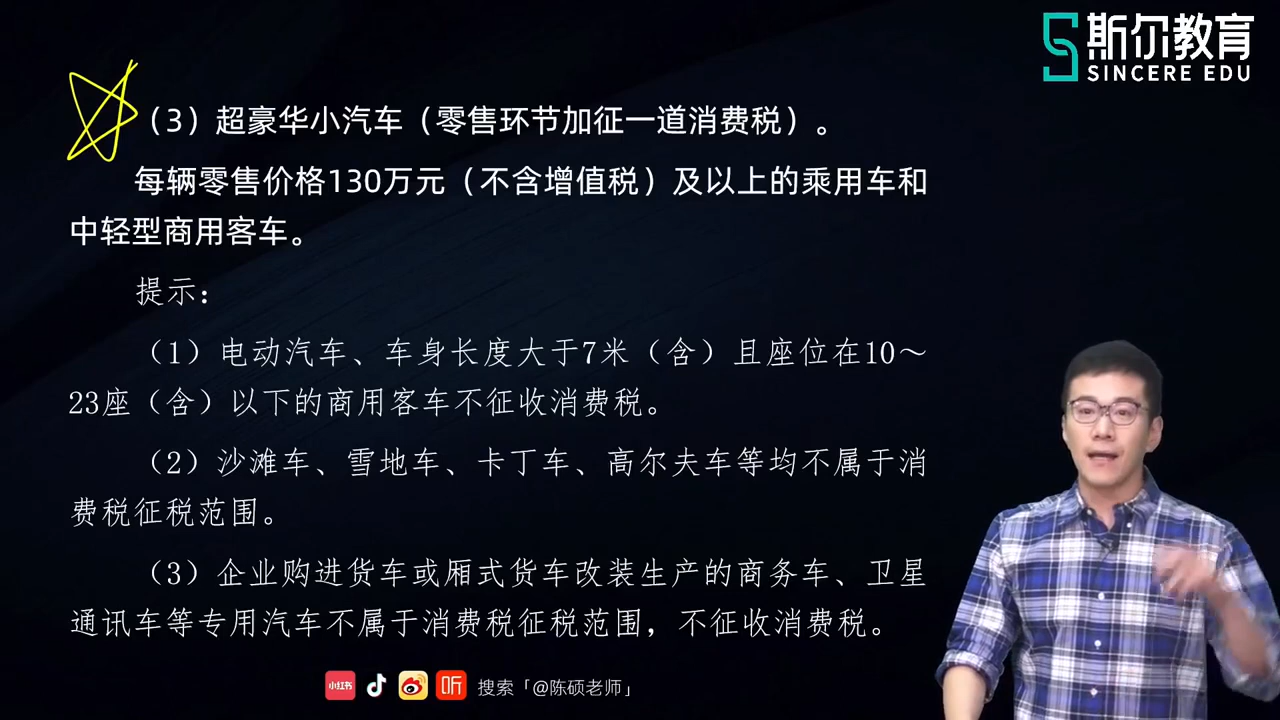 斯尔教育
SINCERE EDU
（3）超豪华小汽车（零售环节加征一道消费税）。
每辆零售价格130万元（不含增值税）及以上的乘用车和
中轻型商用客车。
提示：
（1）电动汽车、车身长度大于7米（含）且座位在10～
23座（含）以下的商用客车不征收消费税。
（2）沙滩车、雪地车、卡丁车、高尔夫车等均不属于消
费税征税范围。
（3）企业购进货车或厢式货车改装生产的商务车、卫星
通讯车等专用汽车不属于消费税征税范围，不征收消费税。
小红书 听 搜索「@陈硕老师」